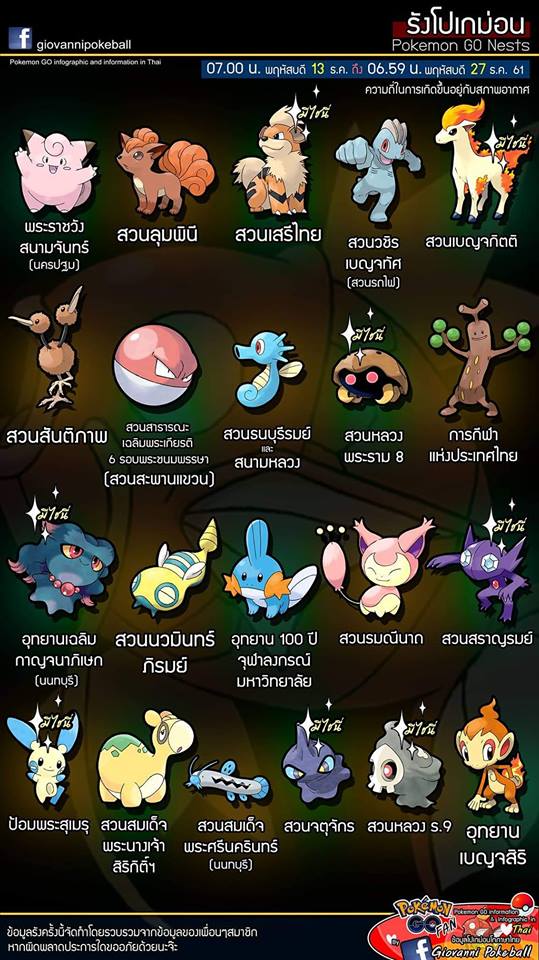 giovannipokeball
Pokemon GO infographic and information in Thai
รังโปเกม่อน
Pokemon GO Nests
07.00 น. พฤหัสบดี 13 ธ.ค. ถึง 06.59 น. พฤหัสบดี 27 ธ.ค. 61
ความถี่ในการเกิดขึ้นอยู่กับสภาพอากาศ
มีไชนี่
มีไชนี่
พระราชวัง
สนามจันทร์
(นครปฐม)
สวนลุมพินี
สวนเสรีไทย
สวนวชิร
เบญจทัศ
(สวนรถไฟ)
สวนเบญจกิตติ
มีไชนี่
สวนสันติภาพ
สวนสาธารณะ
เฉลิมพระเกียรติ
6 รอบพระชนมพรรษา
(สวนสะพานแขวน)
สวนธนบุรีรมย์
และ
สนามหลวง
สวนหลวง
พระราม 8
การกีฬา
แห่งประเทศไทย
มีไชนี่
มีไชนี่
อุทยานเฉลิม
กาญจนาภิเษก
(นนทบุรี)
สวนนวมินทร์
ภิรมย์
อุทยาน 100 ปี
จุฬาลงกรณ์
มหาวิทยาลัย
สวนรมณีนาถ
สวนสราญรมย์
มีไชนี่
มีไชนี่
มีไชนี่
ป้อมพระสุเมรุ
สวนสมเด็จ
พระนางเจ้า
สิริกิติ์ฯ
สวนสมเด็จ
พระศรีนครินทร์
(นนทบุรี)
สวนจตุจักร
สวนหลวง ร.9
อุทยาน
เบญจสิริ
ข้อมูลรังครั้งนี้จัดทำโดยรวบรวมจากข้อมูลของเพื่อนๆสมาชิก
หากผิดพลาดประการใดขออภัยด้วยนะจ๊ะ
POKÉMON
GO FAN
Pokemon GO information
& Infographic in
Thai
ข้อมูลโปเกม่อนโกภาษาไทย
By
Giovanni Pokeball